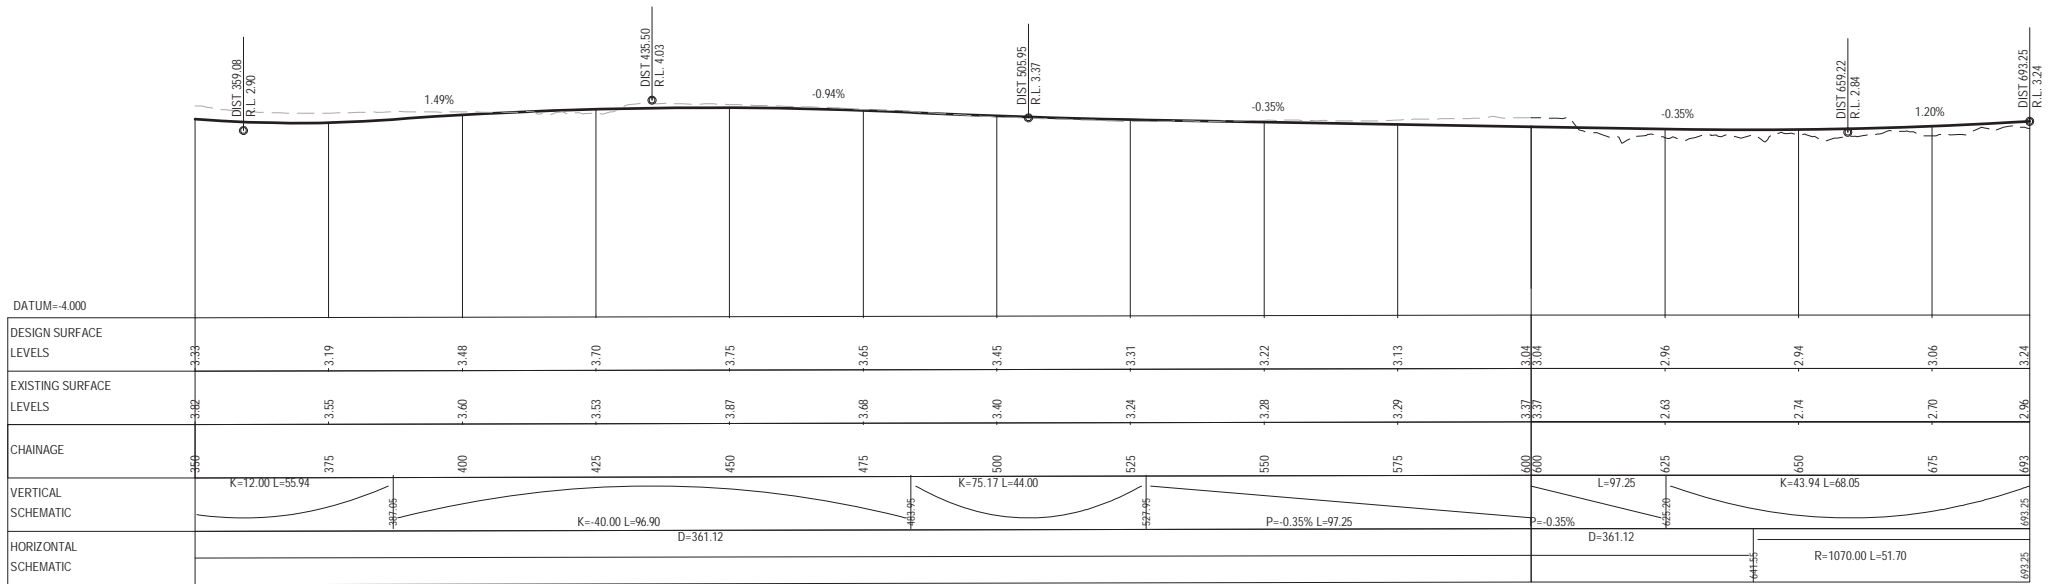 DIST 359.08
R.L. 2.90
DIST 435.50
R.L. 4.03
DIST 505.95
R.L. 3.37
DIST 659.22
R.L. 2.84
DIST 693.25
R.L. 3.24
1.49%
-0.94%
-0.35%
-0.35%
1.20%
DATUM=-4.000
DESIGN SURFACE
LEVELS
3.33 3.19 3.48 3.70 3.75 3.65 3.45 3.31 3.22 3.13 3.04 3.04 2.96 2.94 3.06 3.24
EXISTING SURFACE
LEVELS
3.82 3.55 3.60 3.53 3.87 3.68 3.40 3.24 3.28 3.29 3.37 3.37 2.63 2.74 2.70 2.96
CHAINAGE
350 375 400 425 450 475 500 525 550 575 600 600 625 650 675 693
VERTICAL
SCHEMATIC
K=12.00 L=55.94
387.05
K=-40.00 L=96.90
483.95
K=75.17 L=44.00
527.95
P=-0.35% L=97.25
P=-0.35%
L=97.25
625.20
K=43.94 L=68.05
693.25
HORIZONTAL
SCHEMATIC
D=361.12
D=361.12
641.55
R=1070.00 L=51.70
693.25